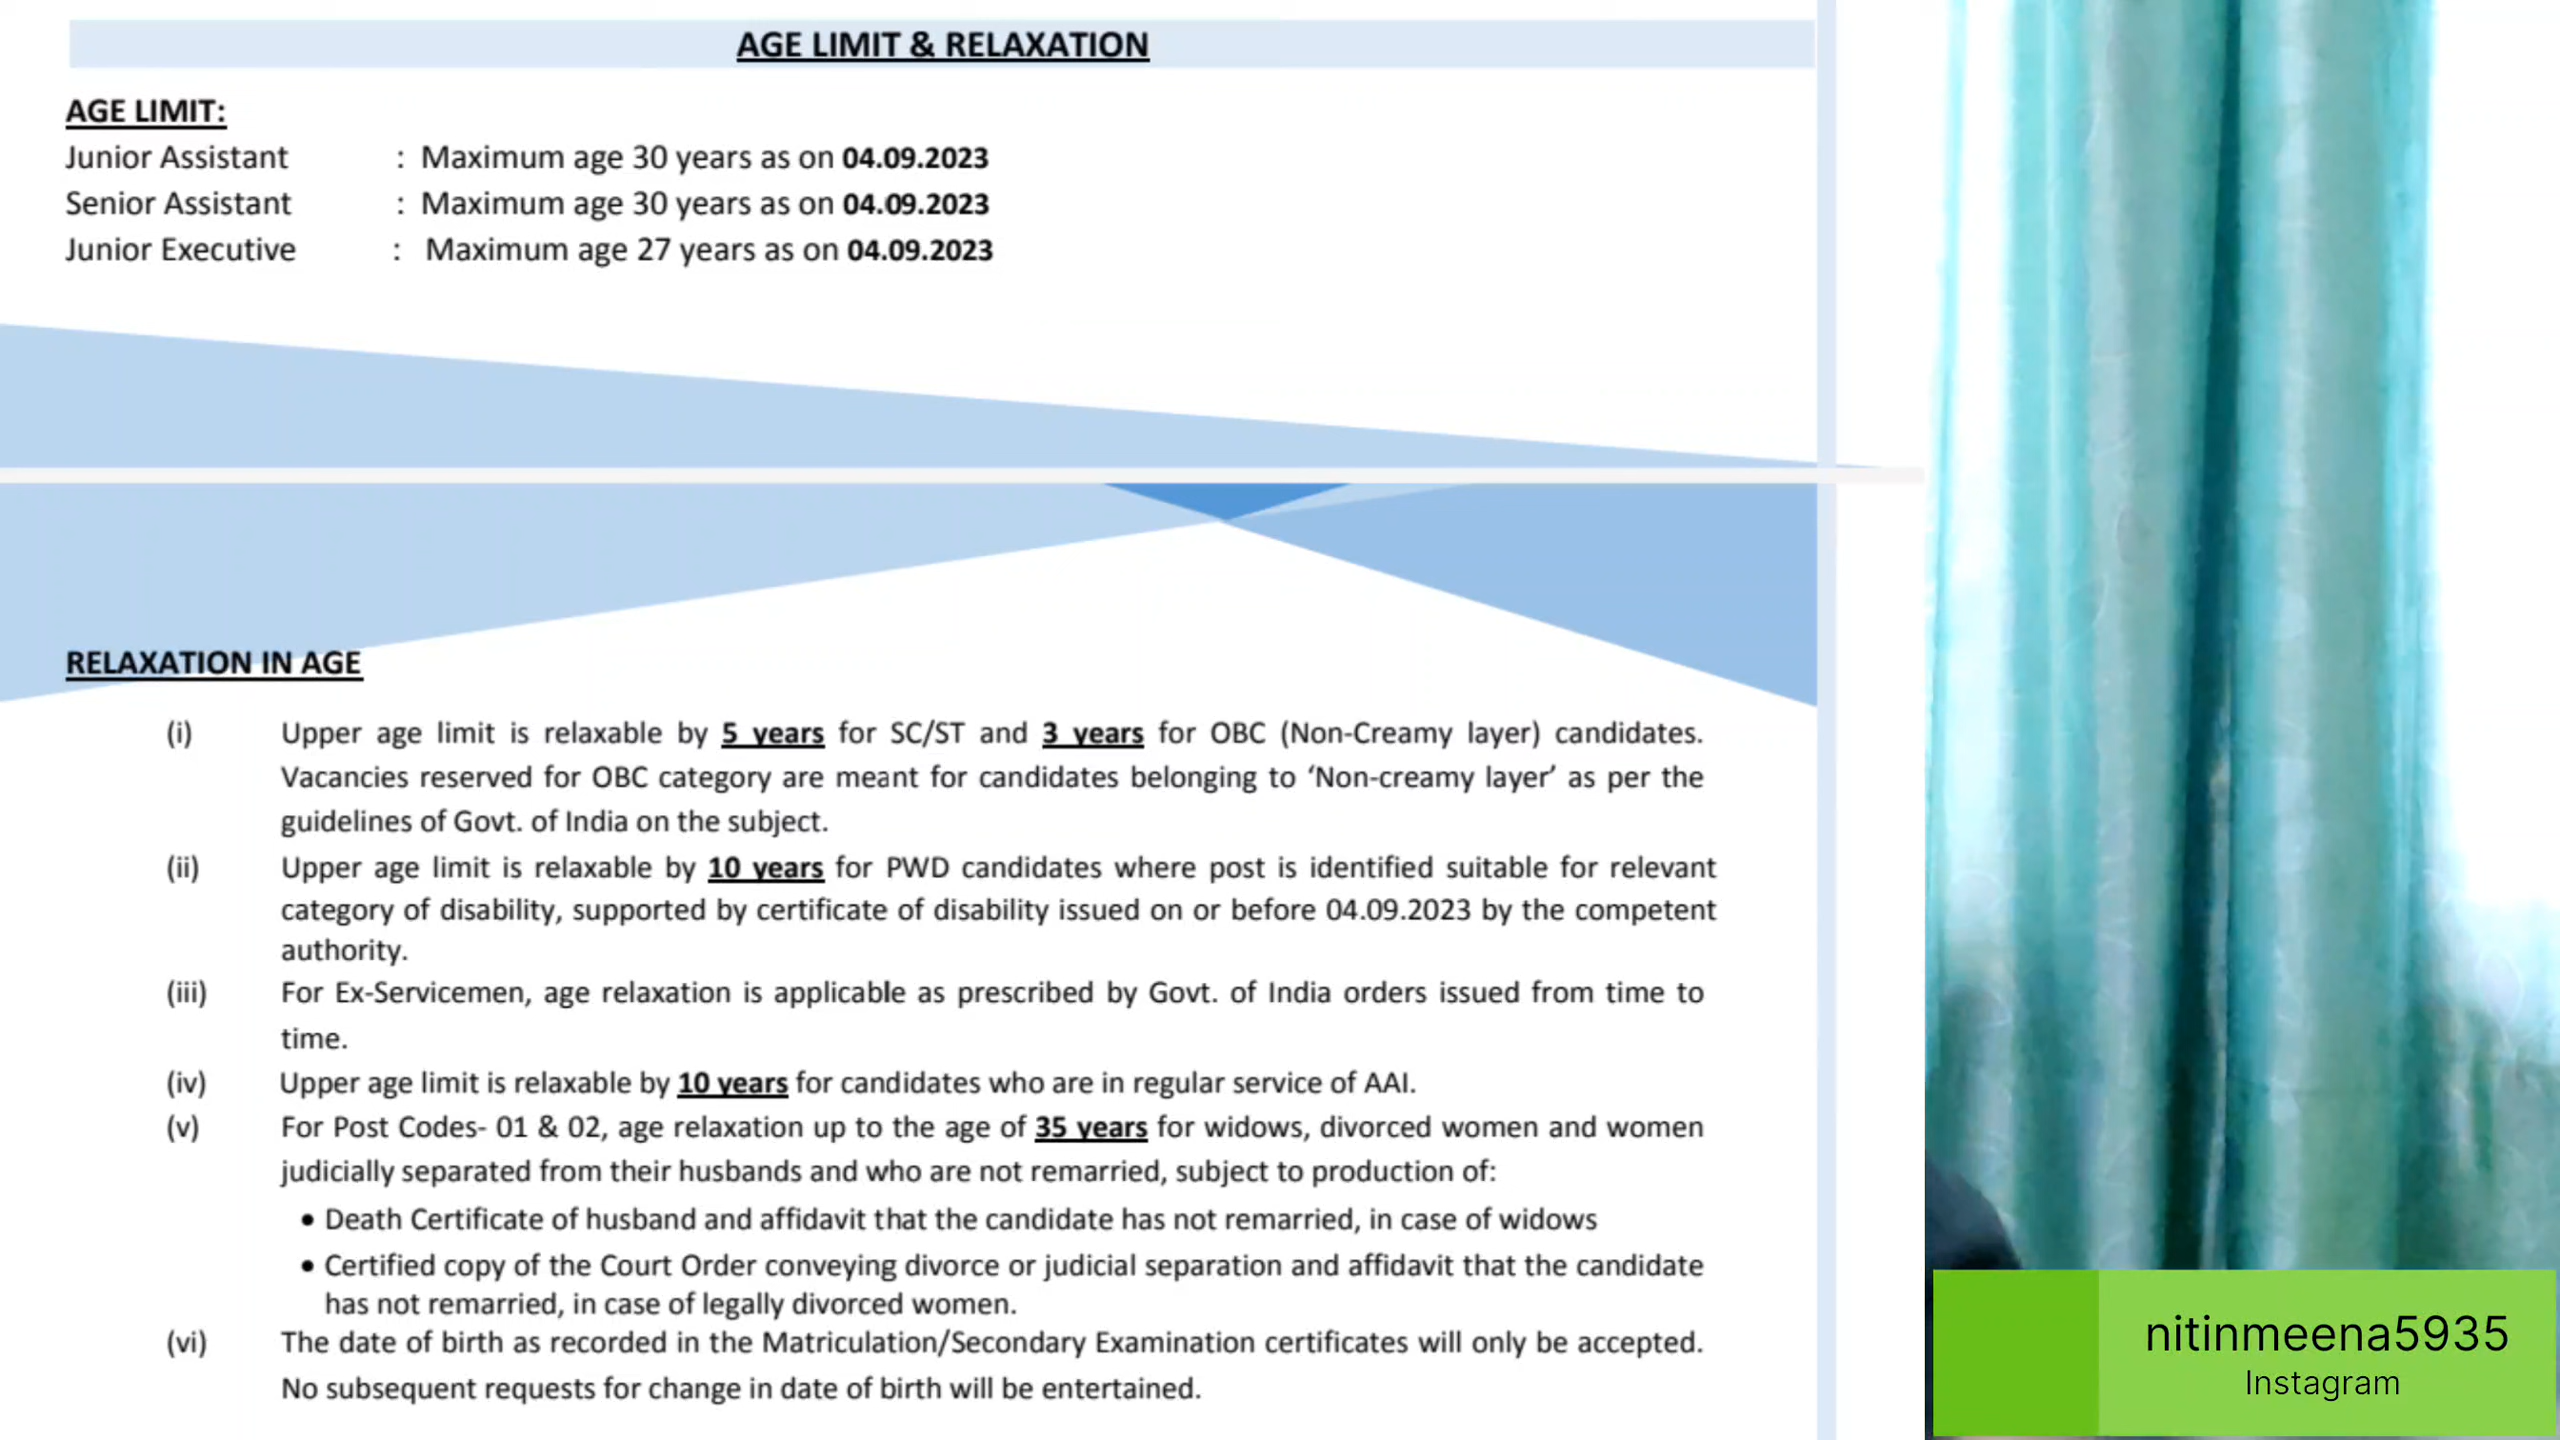 AGE LIMIT & RELAXATION
AGE LIMIT:
Junior Assistant : Maximum age 30 years as on 04.09.2023
Senior Assistant : Maximum age 30 years as on 04.09.2023
Junior Executive : Maximum age 27 years as on 04.09.2023
RELAXATION IN AGE
(i) Upper age limit is relaxable by 5 years for SC/ST and 3 years for OBC (Non-Creamy layer) candidates.
Vacancies reserved for OBC category are meant for candidates belonging to ‘Non-creamy layer’ as per the
guidelines of Govt. of India on the subject.
(ii) Upper age limit is relaxable by 10 years for PWD candidates where post is identified suitable for relevant
category of disability, supported by certificate of disability issued on or before 04.09.2023 by the competent
authority.
(iii) For Ex-Servicemen, age relaxation is applicable as prescribed by Govt. of India orders issued from time to
time.
(iv) Upper age limit is relaxable by 10 years for candidates who are in regular service of AAI.
(v) For Post Codes- 01 & 02, age relaxation up to the age of 35 years for widows, divorced women and women
judicially separated from their husbands and who are not remarried, subject to production of:
• Death Certificate of husband and affidavit that the candidate has not remarried, in case of widows
• Certified copy of the Court Order conveying divorce or judicial separation and affidavit that the candidate
has not remarried, in case of legally divorced women.
(vi) The date of birth as recorded in the Matriculation/Secondary Examination certificates will only be accepted.
No subsequent requests for change in date of birth will be entertained.
nitinmeena5935
Instagram